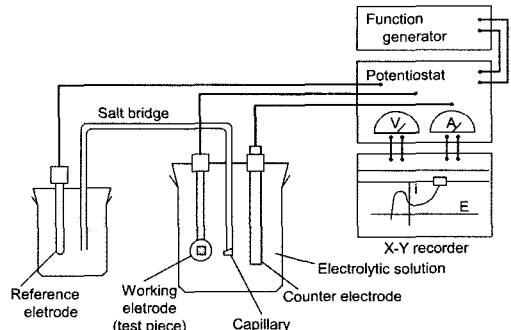 Function
generator
Potentiostat
V
A
Salt bridge
i
E
X-Y recorder
Electrolytic solution
Counter electrode
Reference
eletrode
Working
eletrode
(test piece)
Capillary